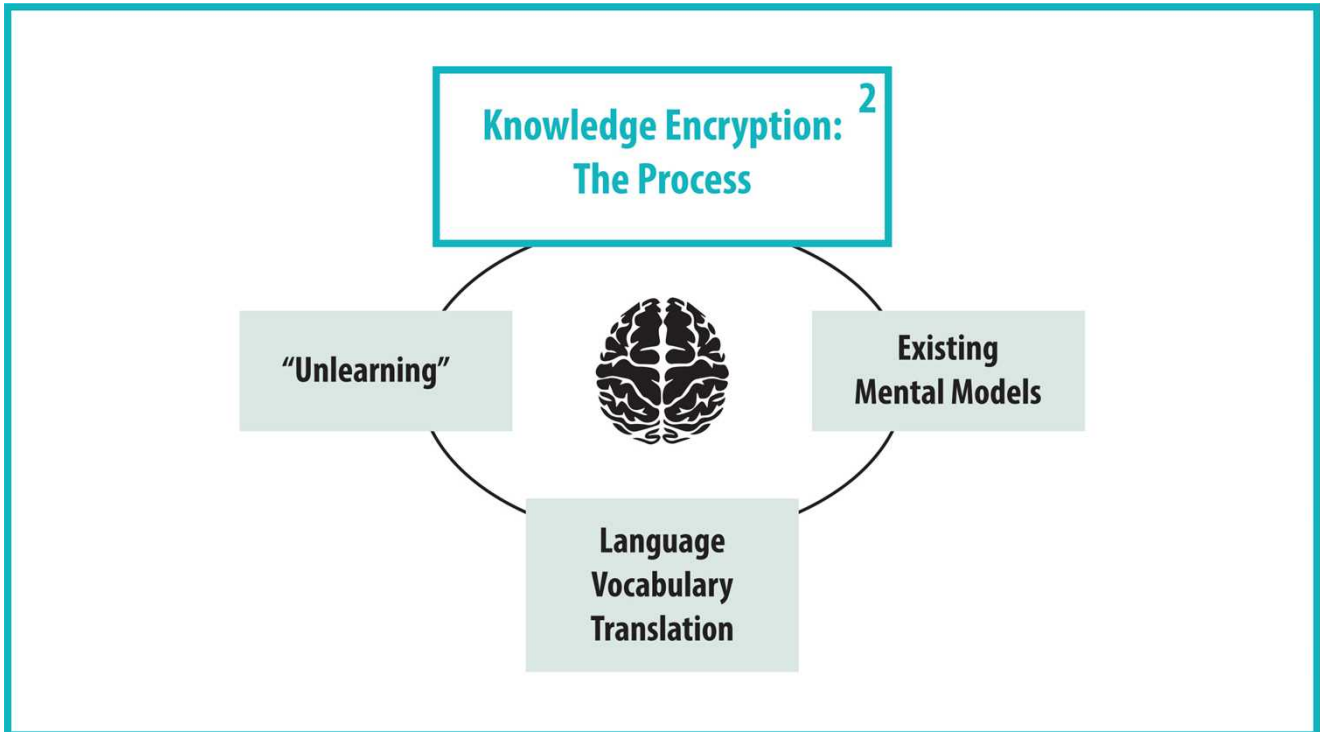 Knowledge Encryption:
The Process
2
“Unlearning”
Existing
Mental Models
Language
Vocabulary
Translation